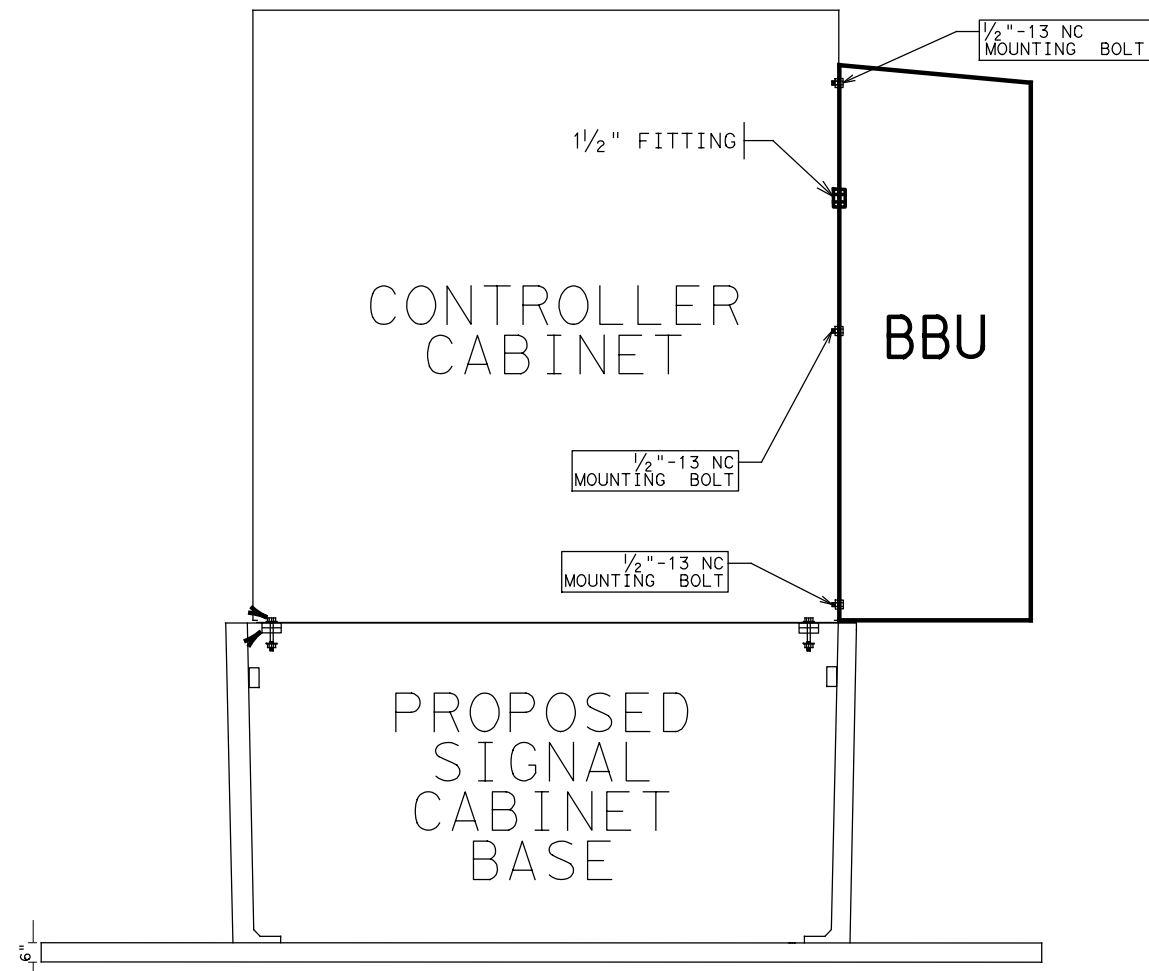 1/2"-13 NC
MOUNTING BOLT
1 1/2" FITTING
CONTROLLER
CABINET
BBU
1/2"-13 NC
MOUNTING BOLT
1/2"-13 NC
MOUNTING BOLT
PROPOSED
SIGNAL
CABINET
BASE
6"